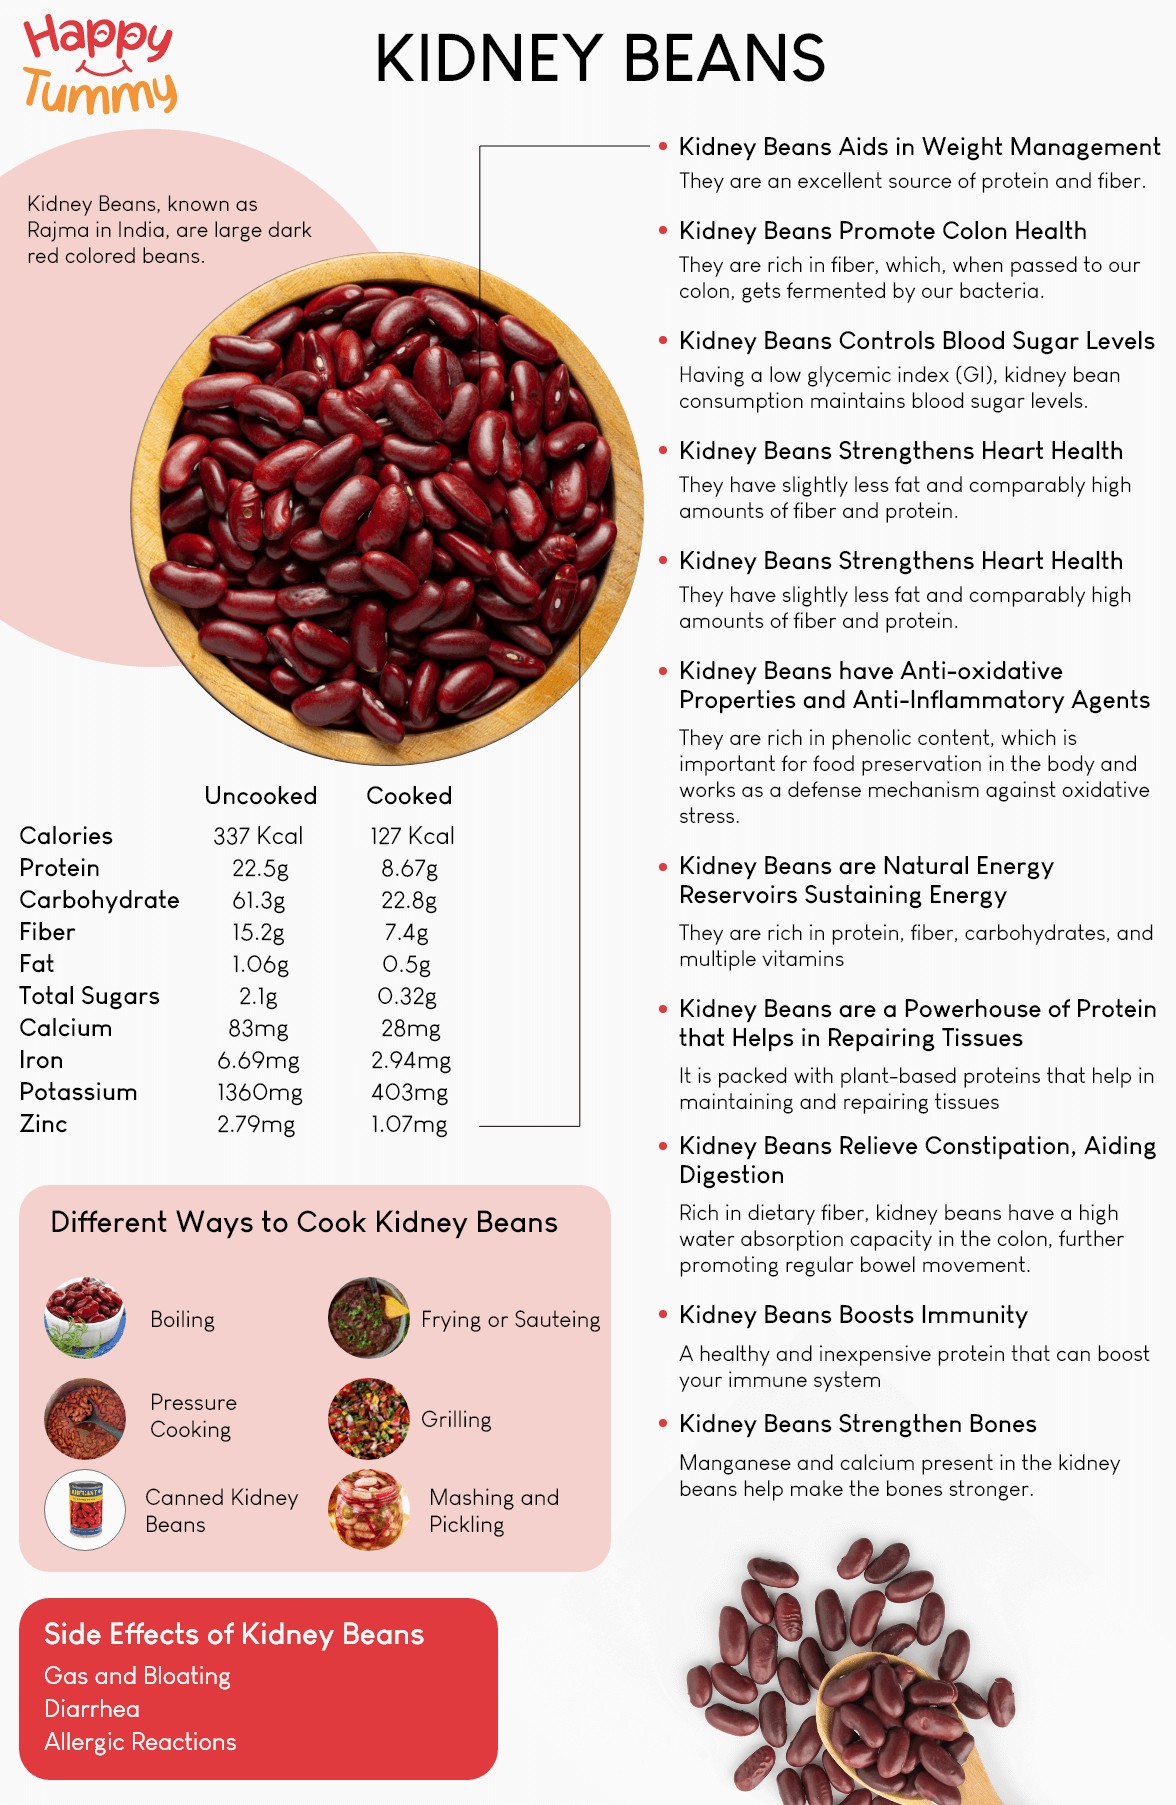 Happy
Tummy
KIDNEY BEANS
Kidney Beans, known as
Rajma in India, are large dark
red colored beans.
Kidney Beans Aids in Weight Management
They are an excellent source of protein and fiber.
Kidney Beans Promote Colon Health
They are rich in fiber, which, when passed to our
colon, gets fermented by our bacteria.
Kidney Beans Controls Blood Sugar Levels
Having a low glycemic index (GI), kidney bean
consumption maintains blood sugar levels.
Kidney Beans Strengthens Heart Health
They have slightly less fat and comparably high
amounts of fiber and protein.
Kidney Beans Strengthens Heart Health
They have slightly less fat and comparably high
amounts of fiber and protein.
Kidney Beans have Anti-oxidative
Properties and Anti-Inflammatory Agents
They are rich in phenolic content, which is
important for food preservation in the body and
works as a defense mechanism against oxidative
stress.
Kidney Beans are Natural Energy
Reservoirs Sustaining Energy
They are rich in protein, fiber, carbohydrates, and
multiple vitamins
Kidney Beans are a Powerhouse of Protein
that Helps in Repairing Tissues
It is packed with plant-based proteins that help in
maintaining and repairing tissues
Kidney Beans Relieve Constipation, Aiding
Digestion
Rich in dietary fiber, kidney beans have a high
water absorption capacity in the colon, further
promoting regular bowel movement.
Kidney Beans Boosts Immunity
A healthy and inexpensive protein that can boost
your immune system
Kidney Beans Strengthen Bones
Manganese and calcium present in the kidney
beans help make the bones stronger.
Uncooked Cooked
Calories 337 Kcal 127 Kcal
Protein 22.5g 8.67g
Carbohydrate 61.3g 22.8g
Fiber 15.2g 7.4g
Fat 1.06g 0.5g
Total Sugars 2.1g 0.32g
Calcium 83mg 28mg
Iron 6.69mg 2.94mg
Potassium 1360mg 403mg
Zinc 2.79mg 1.07mg
Different Ways to Cook Kidney Beans
Boiling
Frying or Sauteing
Pressure
Cooking
Grilling
Canned Kidney
Beans
Mashing and
Pickling
Side Effects of Kidney Beans
Gas and Bloating
Diarrhea
Allergic Reactions